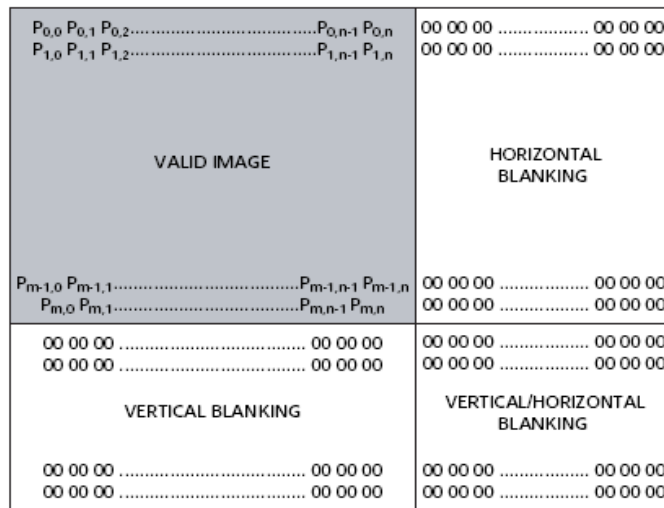 P0,0 P0,1 P0,2.....................................P0,n-1 P0,n
P1,0 P1,1 P1,2.....................................P1,n-1 P1,n
00 00 00 .................. 00 00 00
00 00 00 .................. 00 00 00
VALID IMAGE
HORIZONTAL
BLANKING
Pm-1,0 Pm-1,1.....................................Pm-1,n-1 Pm-1,n
Pm,0 Pm,1.....................................Pm,n-1 Pm,n
00 00 00 .................. 00 00 00
00 00 00 .................. 00 00 00
00 00 00 ..................................... 00 00 00
00 00 00 ..................................... 00 00 00
00 00 00 .................. 00 00 00
00 00 00 .................. 00 00 00
VERTICAL BLANKING
VERTICAL/HORIZONTAL
BLANKING
00 00 00 ..................................... 00 00 00
00 00 00 ..................................... 00 00 00
00 00 00 .................. 00 00 00
00 00 00 .................. 00 00 00